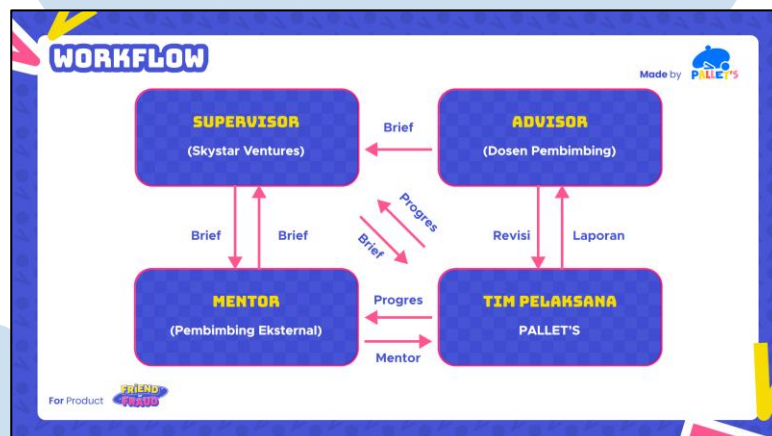 WORKFLOW
Made by PALLET'S
SUPERVISOR
(Skystar Ventures)
Brief
ADVISOR
(Dosen Pembimbing)
Brief
Brief
Progres
Brief
Revisi
Laporan
MENTOR
(Pembimbing Eksternal)
Progres
Mentor
TIM PELAKSANA
PALLET'S
For Product FRIEND FRAUD